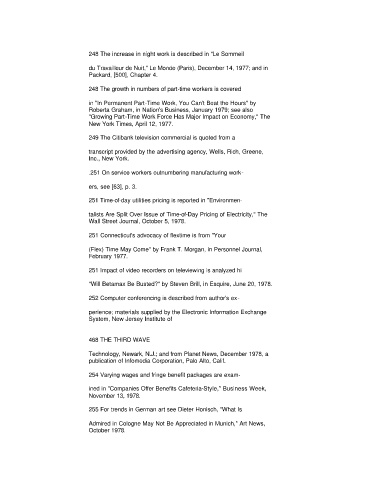 248 The increase in night work is described in "Le Sommeil
du Travailleur de Nuit," Le Monde (Paris), December 14, 1977; and in
Packard, [500], Chapter 4.
248 The growth in numbers of part-time workers is covered
in "In Permanent Part-Time Work, You Can't Beat the Hours" by
Roberta Graham, in Nation's Business, January 1979; see also
"Growing Part-Time Work Force Has Major Impact on Economy," The
New York Times, April 12, 1977.
249 The Citibank television commercial is quoted from a
transcript provided by the advertising agency, Wells, Rich, Greene,
Inc., New York.
.251 On service workers outnumbering manufacturing work-
ers, see [63], p. 3.
251 Time-of-day utilities pricing is reported in "Environmen-
talists Are Split Over Issue of Time-of-Day Pricing of Electricity," The
Wall Street Journal, October 5, 1978.
251 Connecticut's advocacy of flextime is from "Your
(Flex) Time May Come" by Frank T. Morgan, in Personnel Journal,
February 1977.
251 Impact of video recorders on televiewing is analyzed hi
"Will Betamax Be Busted?" by Steven Brill, in Esquire, June 20, 1978.
252 Computer conferencing is described from author's ex-
perience; materials supplied by the Electronic Information Exchange
System, New Jersey Institute of
468 THE THIRD WAVE
Technology, Newark, N.J.; and from Planet News, December 1978, a
publication of Infomedia Corporation, Palo Alto, Calif.
254 Varying wages and fringe benefit packages are exam-
ined in "Companies Offer Benefits Cafeteria-Style," Business Week,
November 13, 1978.
255 For trends in German art see Dieter Honisch, "What Is
Admired in Cologne May Not Be Appreciated in Munich," Art News,
October 1978.